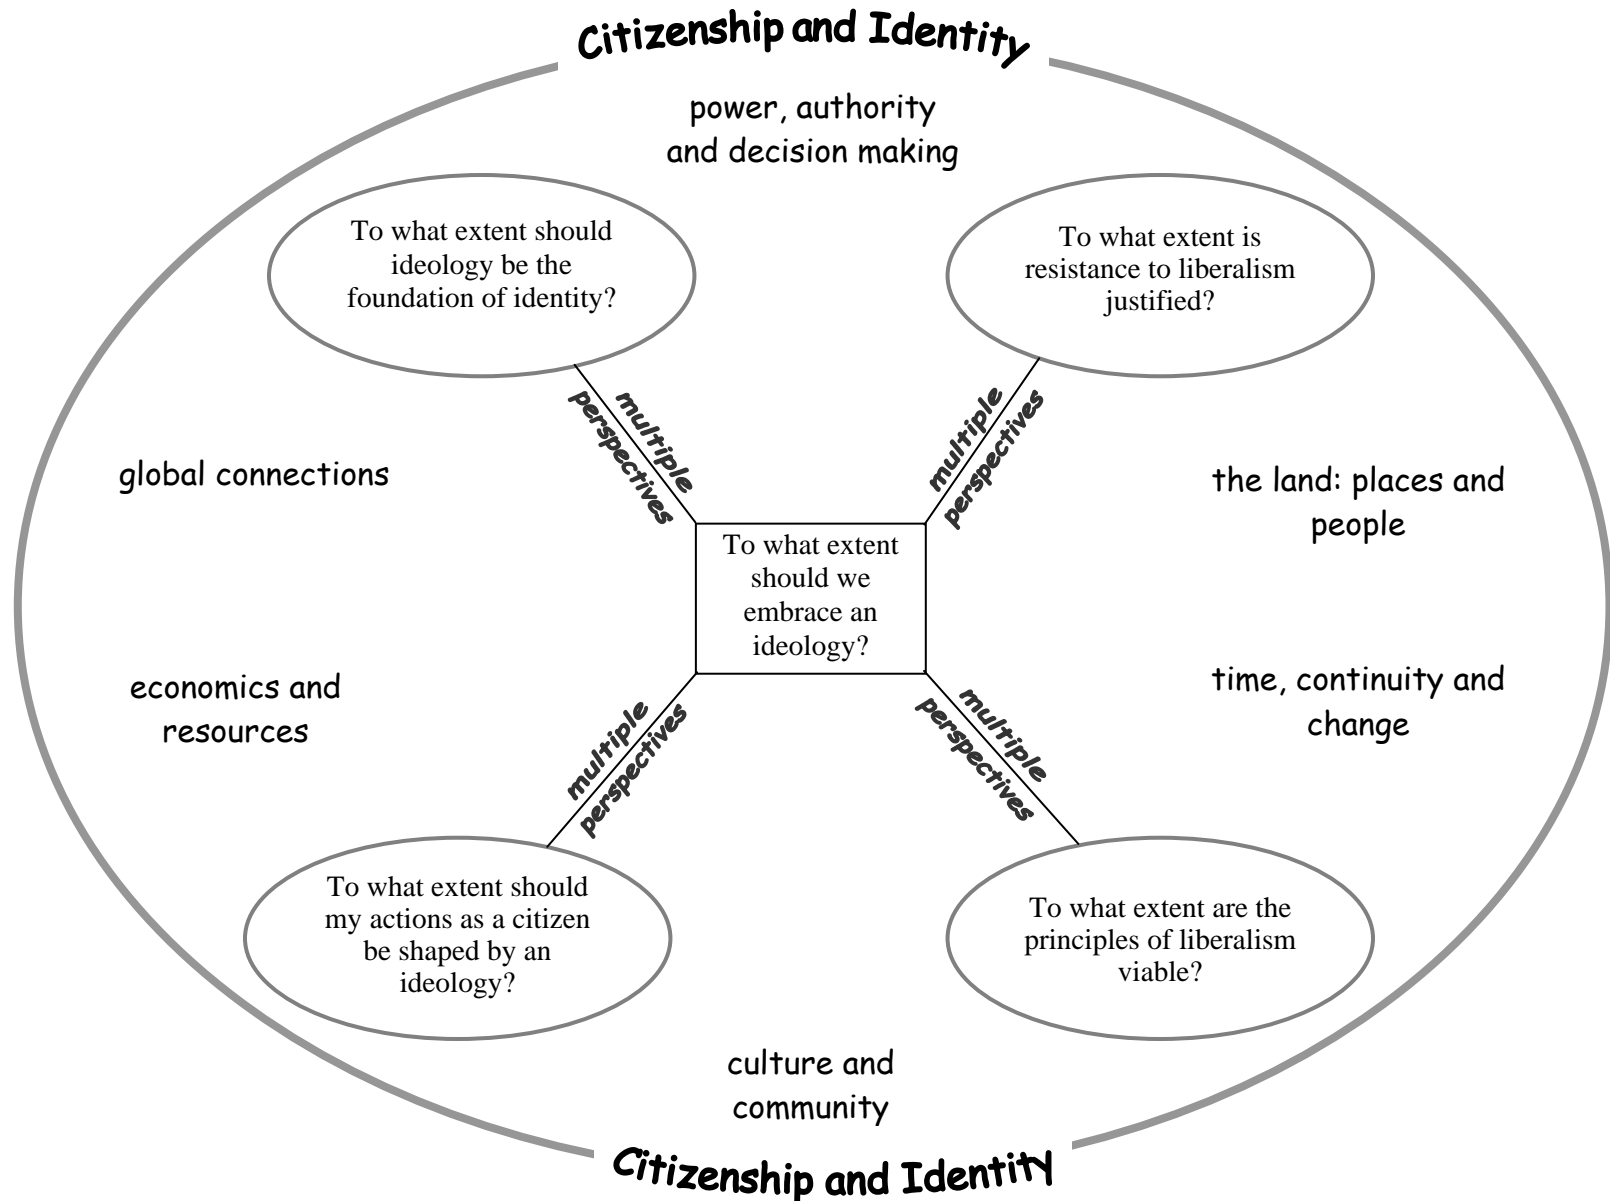 Citizenship and Identity
power, authority
and decision making
To what extent should
ideology be the
foundation of identity?
To what extent is
resistance to liberalism
justified?
multiple
perspectives
multiple
perspectives
global connections
the land: places and
people
To what extent
should we
embrace an
ideology?
economics and
resources
time, continuity and
change
multiple
perspectives
multiple
perspectives
To what extent should
my actions as a citizen
be shaped by an
ideology?
To what extent are the
principles of liberalism
viable?
culture and
community
Citizenship and Identity